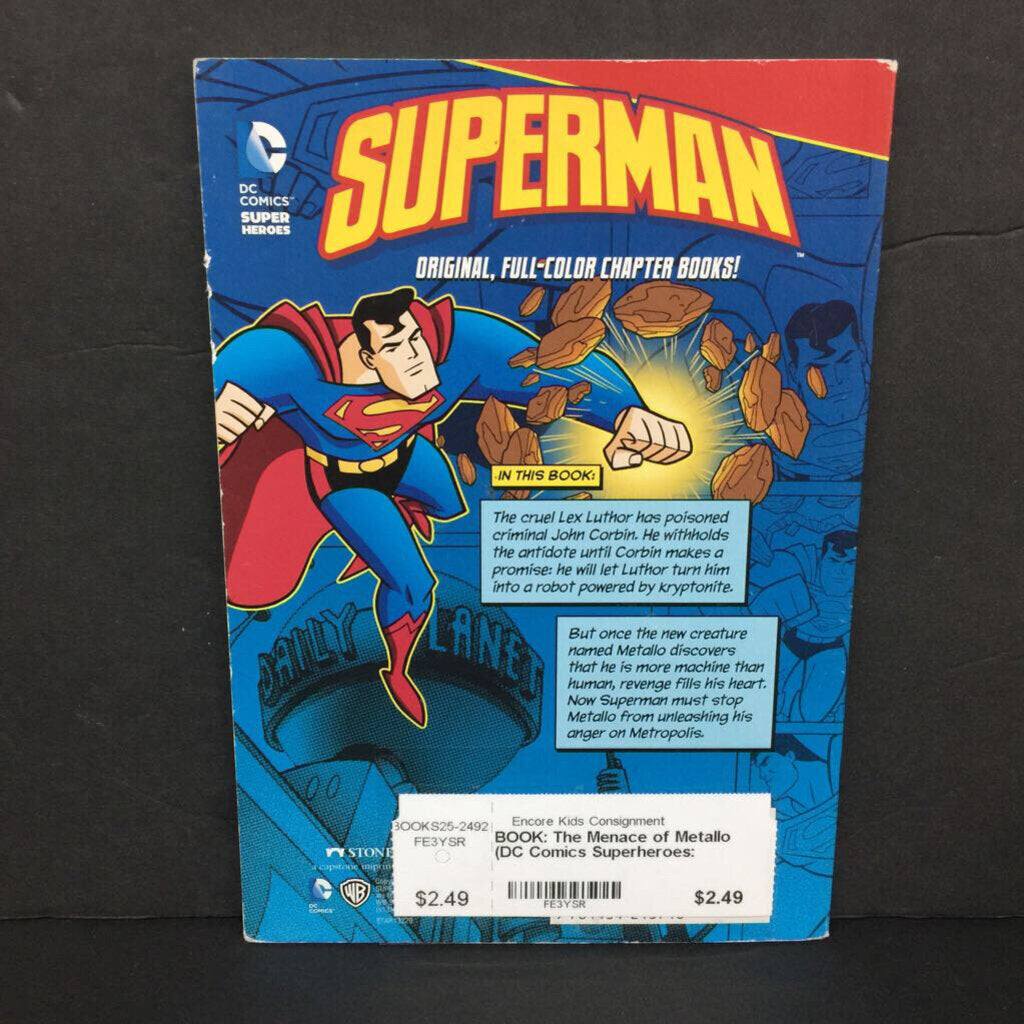 SUPERMAN
™
DC
COMICS™
SUPER
HEROES
ORIGINAL, FULL-COLOR CHAPTER BOOKS!
IN THIS BOOK:
The cruel Lex Luthor has poisoned
criminal John Corbin. He withholds
the antidote until Corbin makes a
promise: he will let Luthor turn him
into a robot powered by kryptonite.
But once the new creature
named Metallo discovers
that he is more machine than
human, revenge fills his heart.
Now Superman must stop
Metallo from unleashing his
anger on Metropolis.
DAILY PLANET
BOOKS25-2492
FE3YSR
$2.49
Encore Kids Consignment
BOOK: The Menace of Metallo
(DC Comics Superheroes:
FE3YSR
$2.49
STONE
a capstone imprin
DC
COMICS™
WB